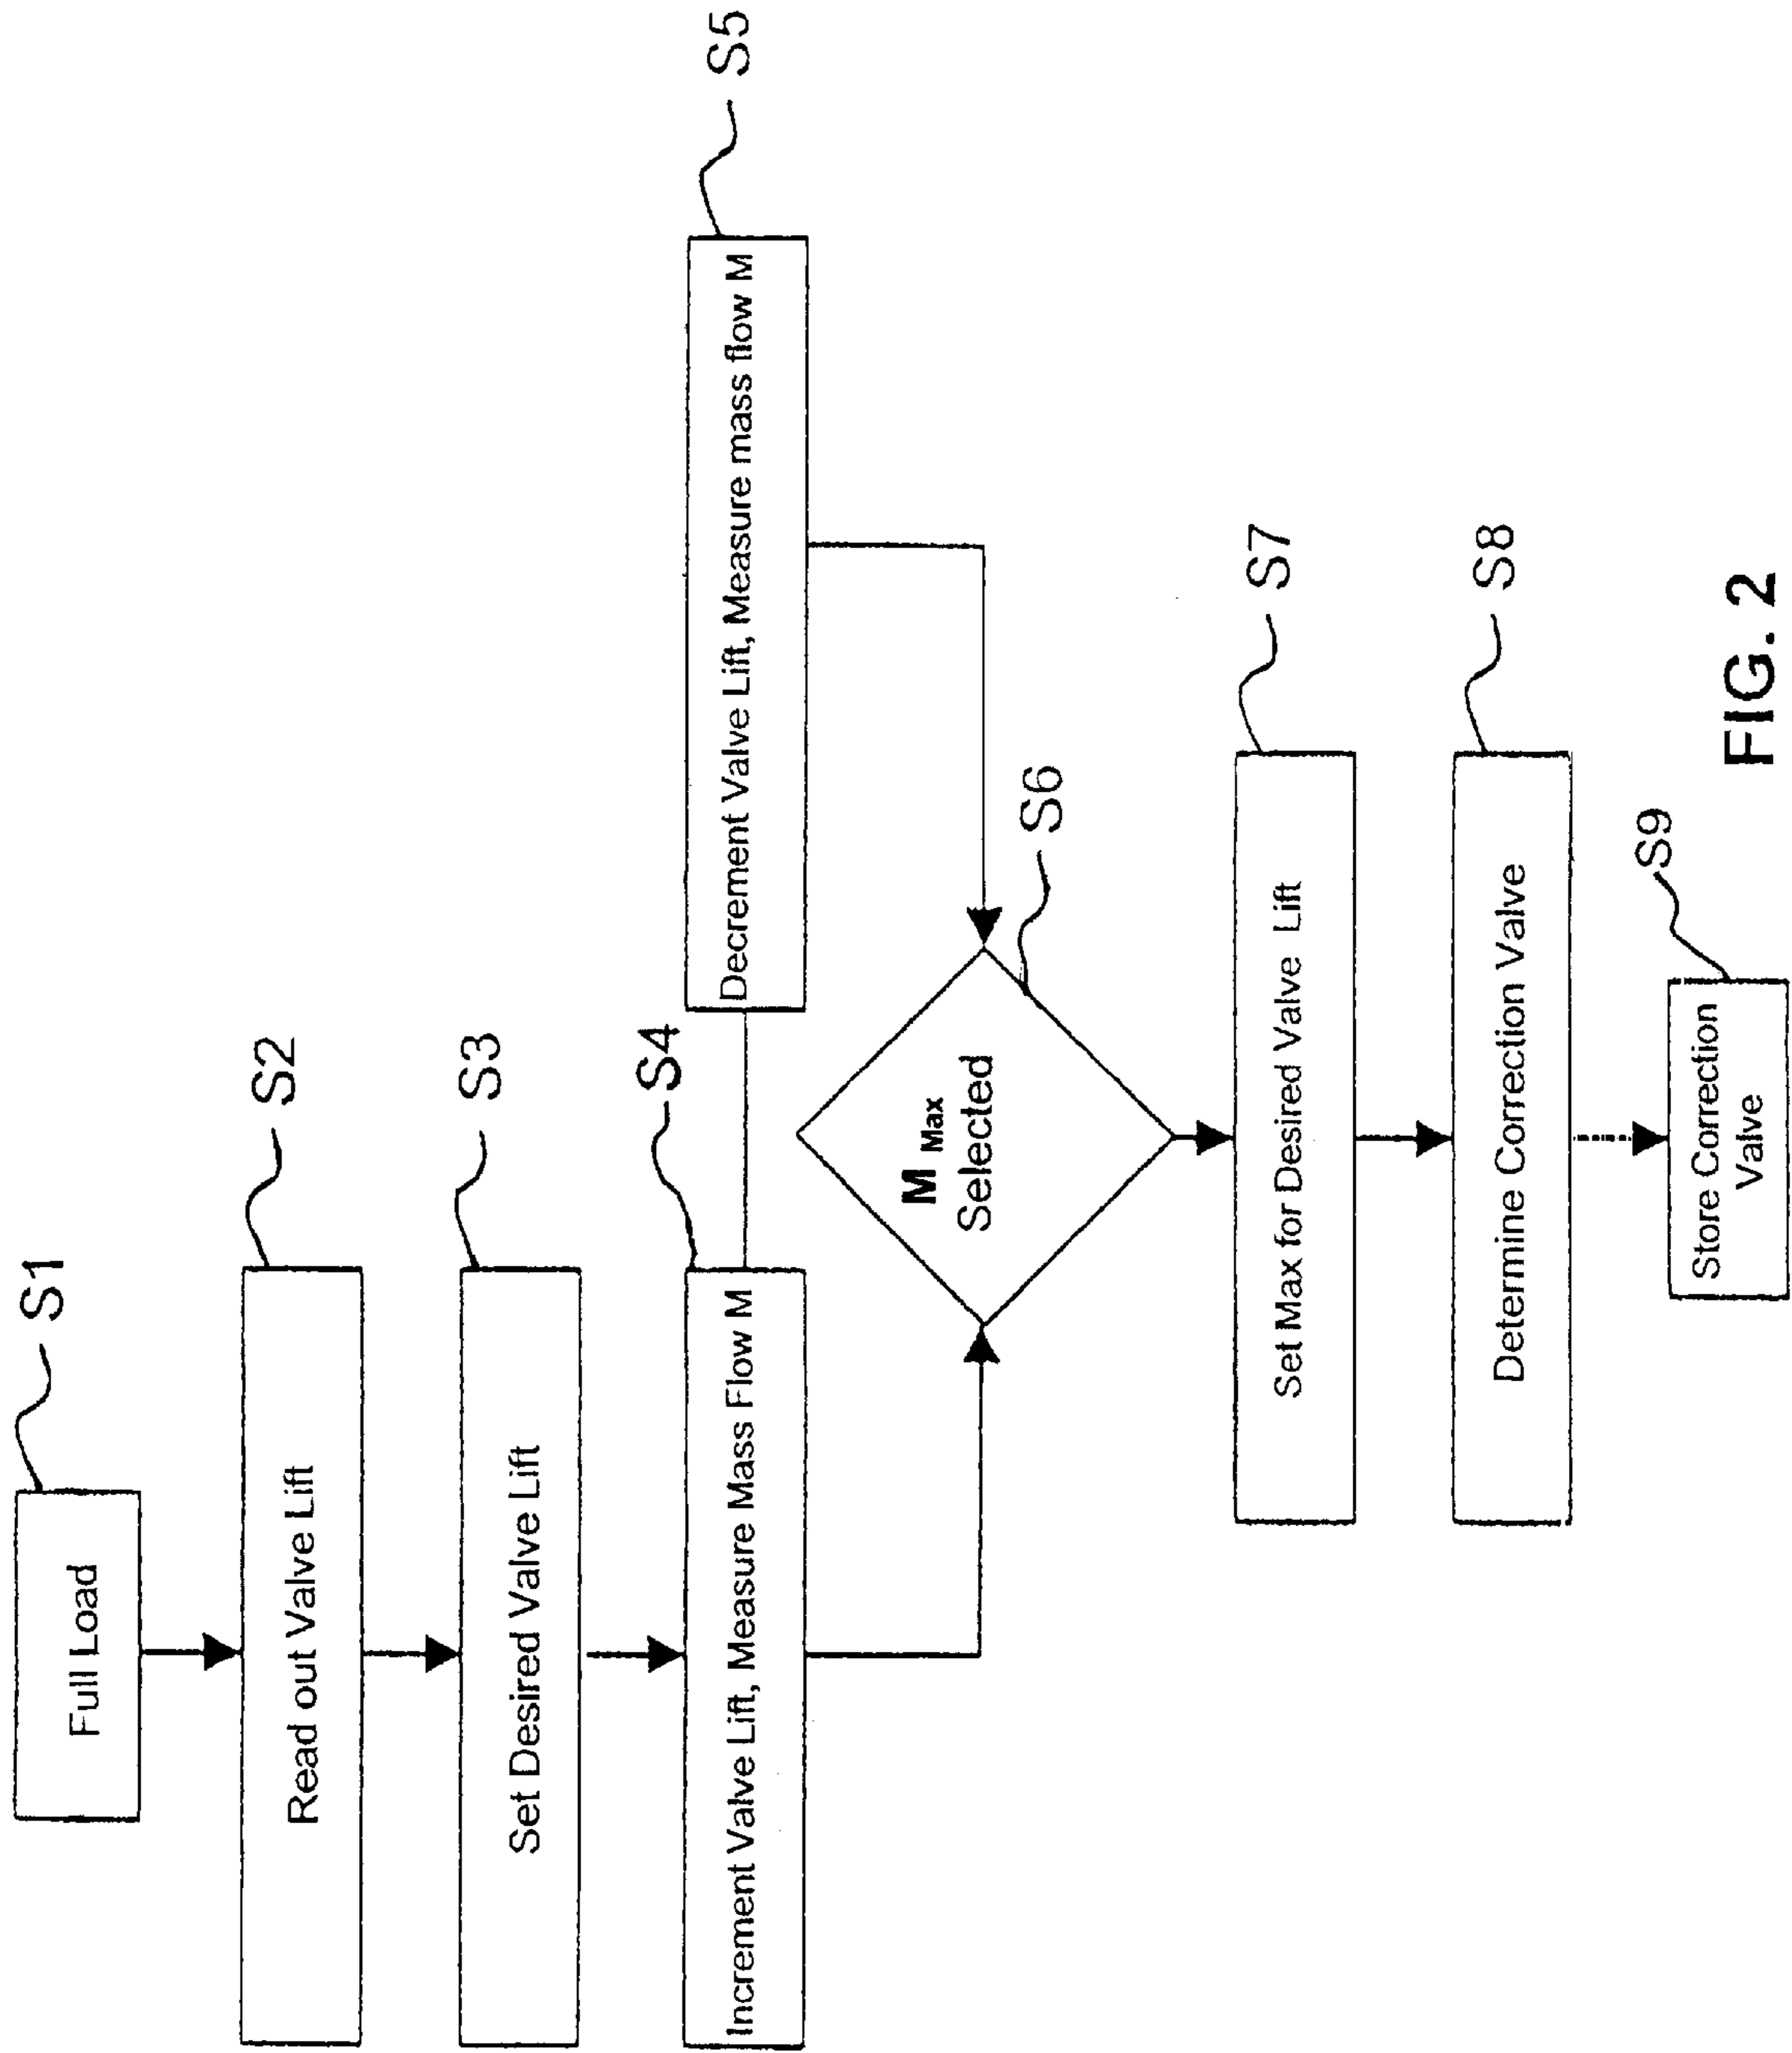 S1
Full Load
S2
Read out Valve Lift
S3
Set Desired Valve Lift
S4
Increment Valve Lift, Measure Mass Flow M
S5
Decrement Valve Lift, Measure mass flow M
M Max
Selected
S6
Set Max for Desired Valve Lift
S7
Determine Correction Valve
S8
Store Correction
Valve
S9
FIG. 2